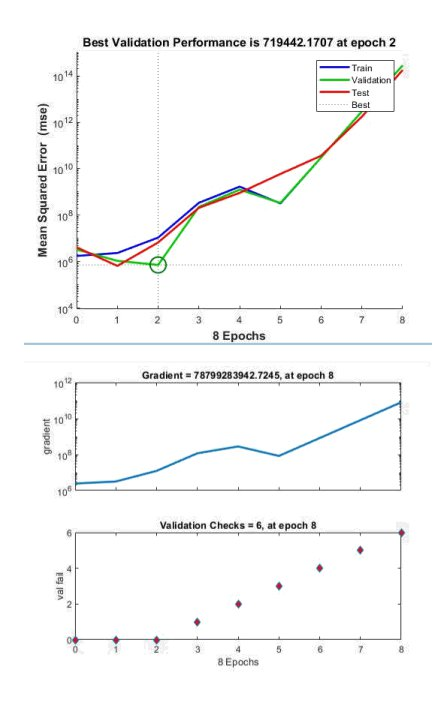 Best Validation Performance is 719442.1707 at epoch 2
10^14
10^12
10^10
10^8
10^6
10^4
Mean Squared Error (mse)
Train
Validation
Test
Best
0 1 2 3 4 5 6 7 8
8 Epochs
Gradient = 78799283942.7245, at epoch 8
10^12
10^10
10^8
10^6
gradient
Validation Checks = 6, at epoch 8
6
4
2
0
val fail
0 1 2 3 4 5 6 7 8
8 Epochs